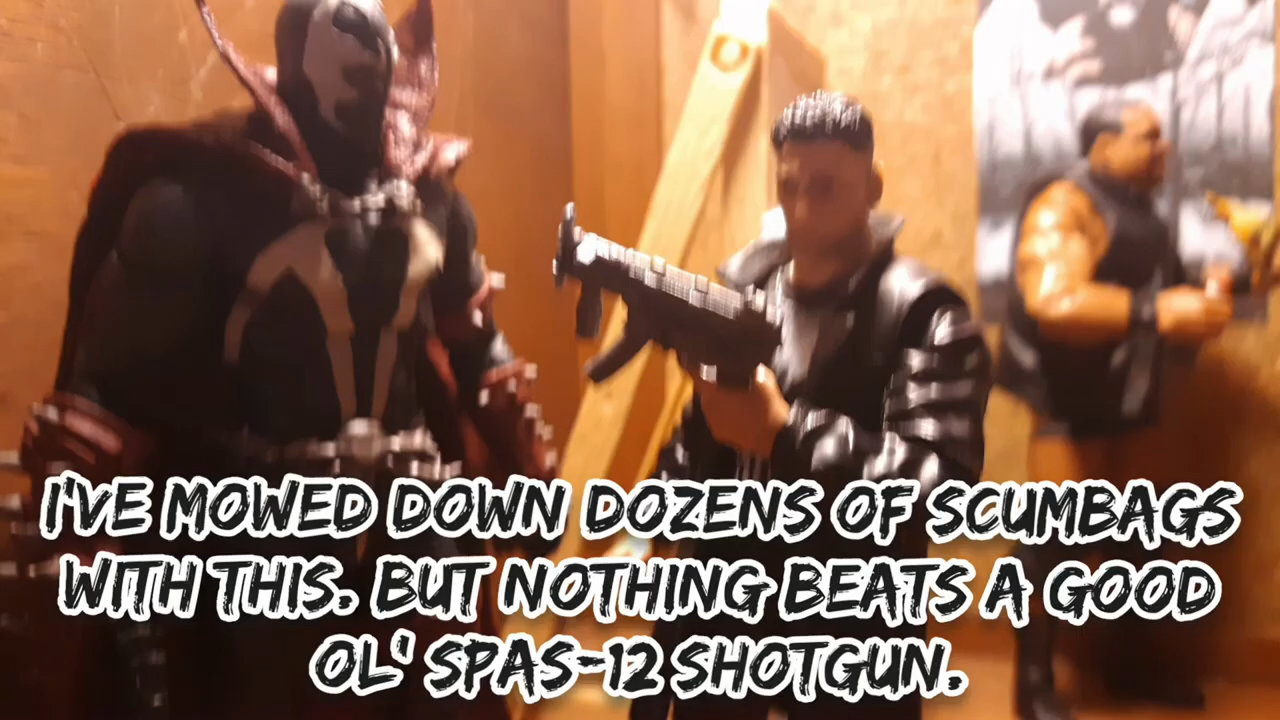 I'VE MOWED DOWN DOZENS OF SCUMBAGS
WITH THIS. BUT NOTHING BEATS A GOOD
OL' SPAS-12 SHOTGUN.